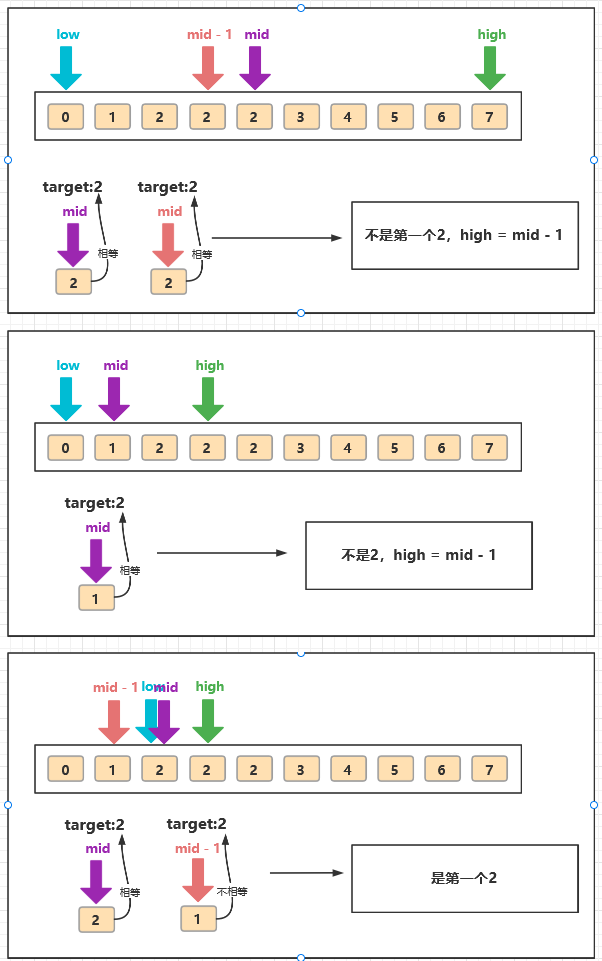 low mid - 1 mid high
0 1 2 2 2 3 4 5 6 7
target:2 target:2
mid mid
相等 相等
2 2
不是第一个2，high = mid - 1
low mid high
0 1 2 2 2 3 4 5 6 7
target:2
mid
相等
1
不是2，high = mid - 1
mid - 1 low mid high
0 1 2 2 2 3 4 5 6 7
target:2 target:2
mid mid - 1
相等 不相等
2 1
是第一个2